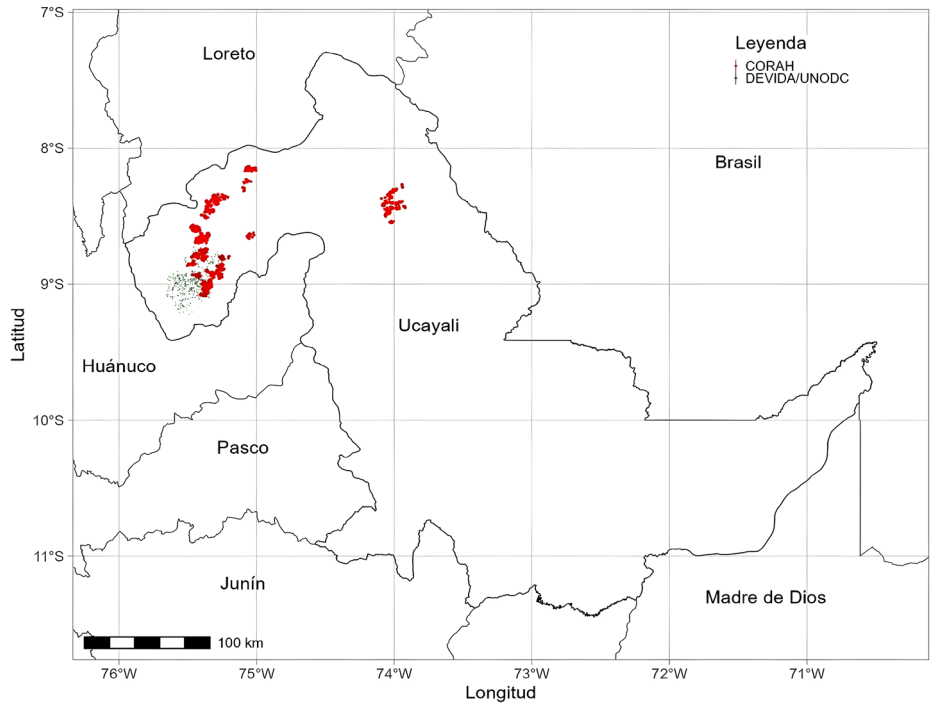 7°S
Loreto
Leyenda
CORAH
DEVIDA/UNODC
8°S
Brasil
9°S
Latitud
Ucayali
Huánuco
10°S
Pasco
11°S
Junín
Madre de Dios
100 km
76°W
75°W
74°W
73°W
72°W
71°W
Longitud